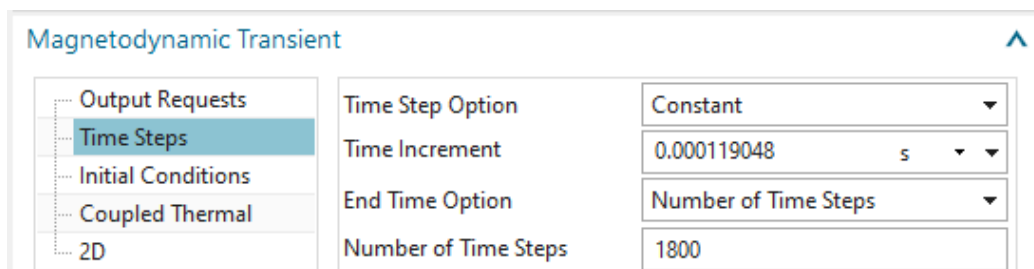 Magnetodynamic Transient
Output Requests
Time Steps
Initial Conditions
Coupled Thermal
2D
Time Step Option Constant
Time Increment 0.000119048 s
End Time Option Number of Time Steps
Number of Time Steps 1800